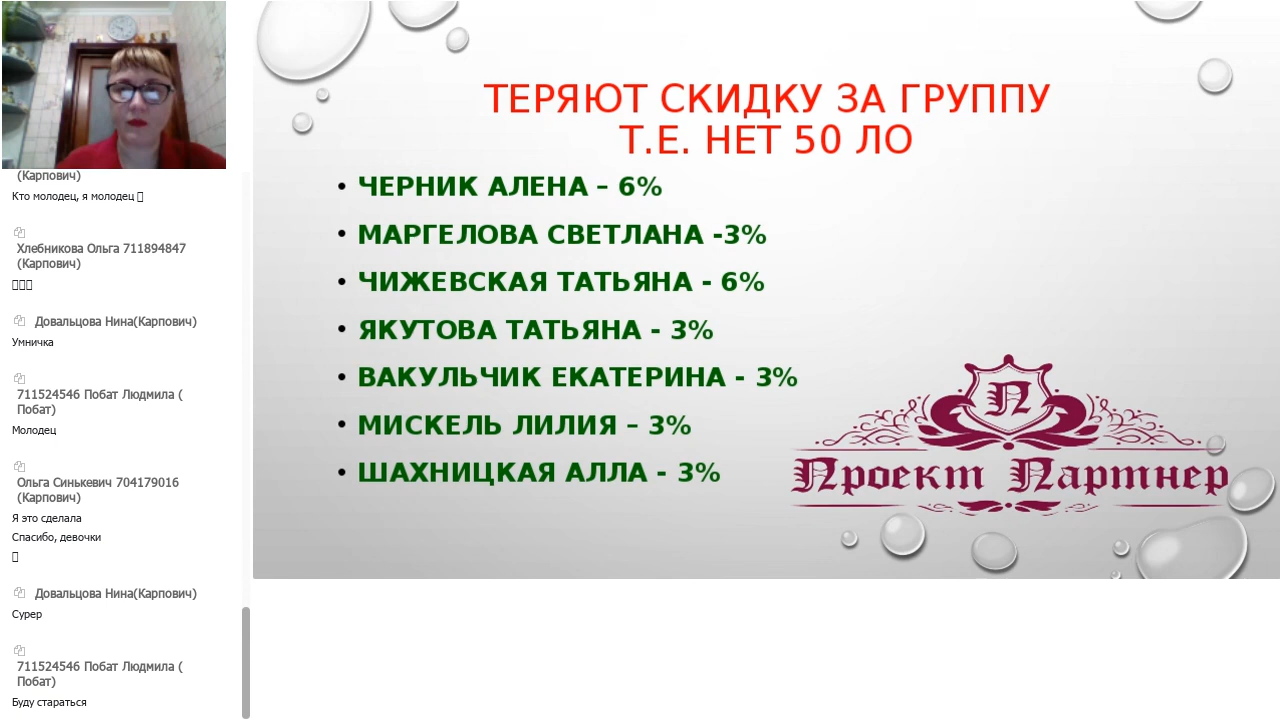 (Карпович)
Кто молодец, я молодец
Хлебникова Ольга 711894847
(Карпович)
Довальцова Нина(Карпович)
Умничка
711524546 Побат Людмила (
Побат)
Молодец
Ольга Синькевич 704179016
(Карпович)
Я это сделала
Спасибо, девочки
Довальцова Нина(Карпович)
Сурер
711524546 Побат Людмила (
Побат)
Буду стараться
ТЕРЯЮТ СКИДКУ ЗА ГРУППУ
Т.Е. НЕТ 50 ЛО
• ЧЕРНИК АЛЕНА – 6%
• МАРГЕЛОВА СВЕТЛАНА -3%
• ЧИЖЕВСКАЯ ТАТЬЯНА - 6%
• ЯКУТОВА ТАТЬЯНА - 3%
• ВАКУЛЬЧИК ЕКАТЕРИНА - 3%
• МИСКЕЛЬ ЛИЛИЯ – 3%
• ШАХНИЦКАЯ АЛЛА - 3%
П
Проект Партнер